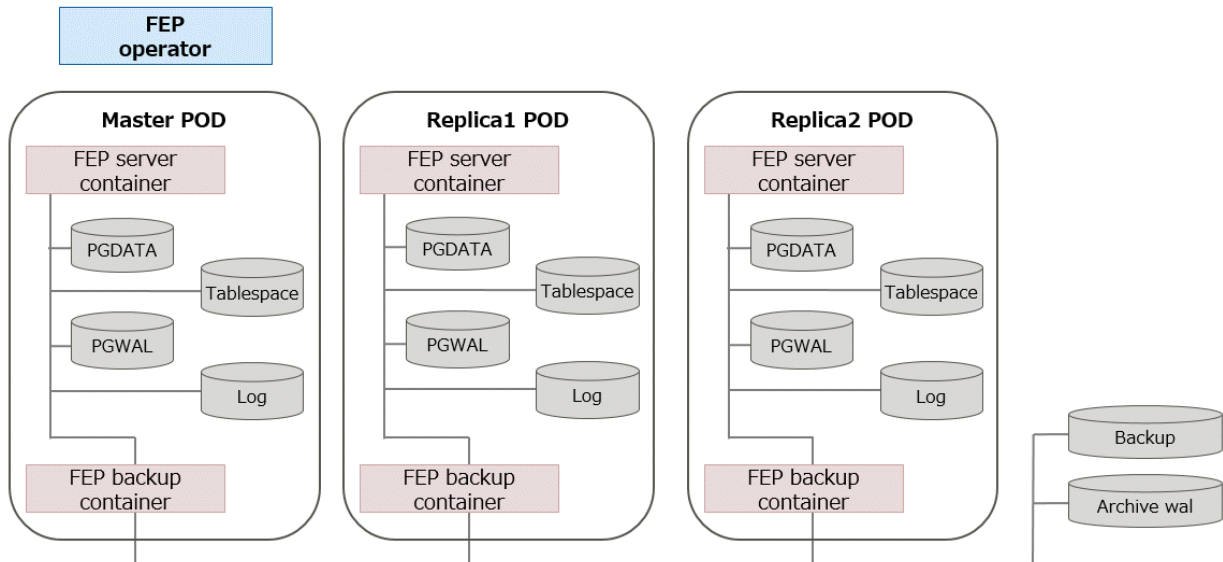 FEP
operator
Master POD
FEP server
container
PGDATA
Tablespace
PGWAL
Log
FEP backup
container
Replica1 POD
FEP server
container
PGDATA
Tablespace
PGWAL
Log
FEP backup
container
Replica2 POD
FEP server
container
PGDATA
Tablespace
PGWAL
Log
FEP backup
container
Backup
Archive wal